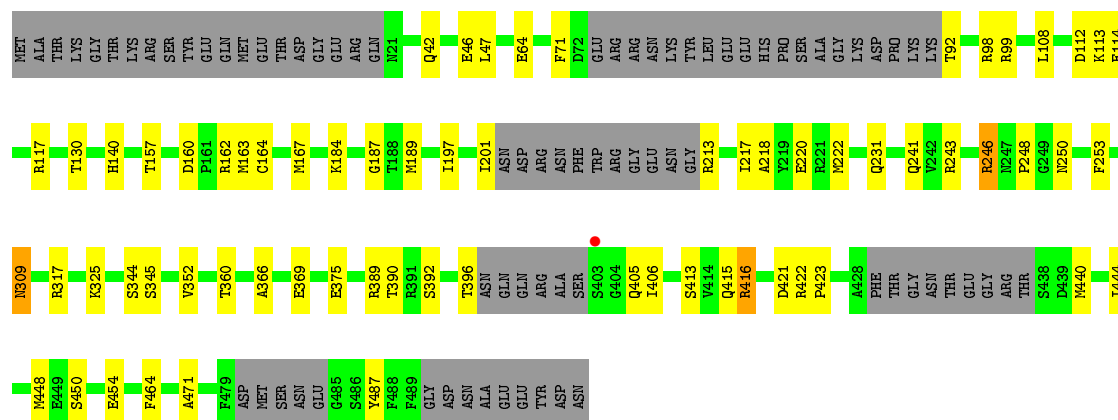 MET ALA THR LYS GLY THR LYS ARG SER TYR GLU GLN MET GLU THR ASP GLY GLU ARG GLN N21 Q42 E46 L47 E64 F71 D72 GLU ARG ARG ASN LYS TYR LEU GLU GLU HIS PRO SER ALA GLY LYS ASP PRO LYS LYS T92 R98 R99 L108 D112 K113
R117 T130 H140 T157 D160 P161 R162 M163 C164 M167 K184 G187 T188 M189 I197 I201 ASN ASP ARG ASN PHE TRP ARG GLY GLU ASN GLY R213 I217 A218 Y219 E220 R221 M222 Q231 Q241 V242 R243 R246 N247 P248 G249 N250 F253
N309 R317 K325 S344 S345 V352 T360 A366 E369 E375 R389 T390 R391 S392 T396 ASN GLN GLN ARG ALA SER S403 G404 Q405 I406 S413 V414 Q415 R416 D421 R422 P423 A428 PHE THR GLY ASN THR GLU GLY ARG THR S438 D439 M440
M448 E449 S450 E454 F464 A471 F479 ASP MET SER ASN GLU G485 S486 Y487 F488 F489 GLY ASP ASN ALA GLU GLU TYR ASP ASN